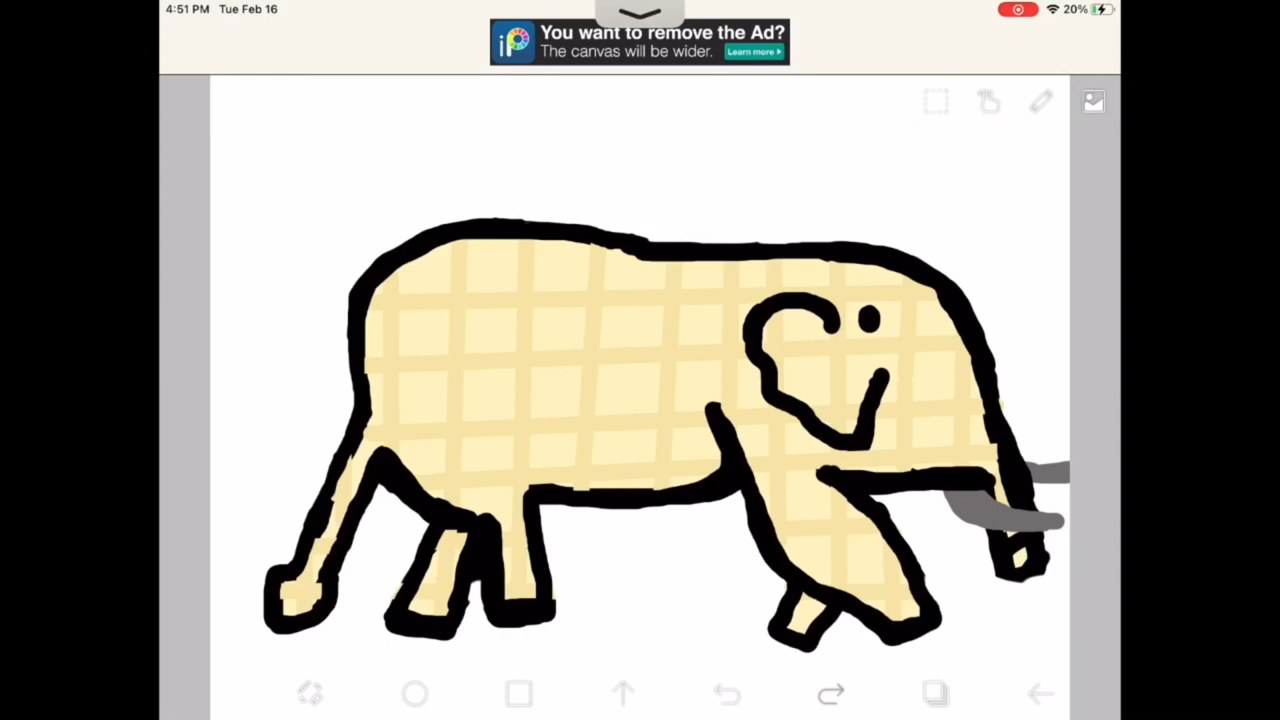 4:51 PM Tue Feb 16
20%
iP
You want to remove the Ad?
The canvas will be wider.
Learn more